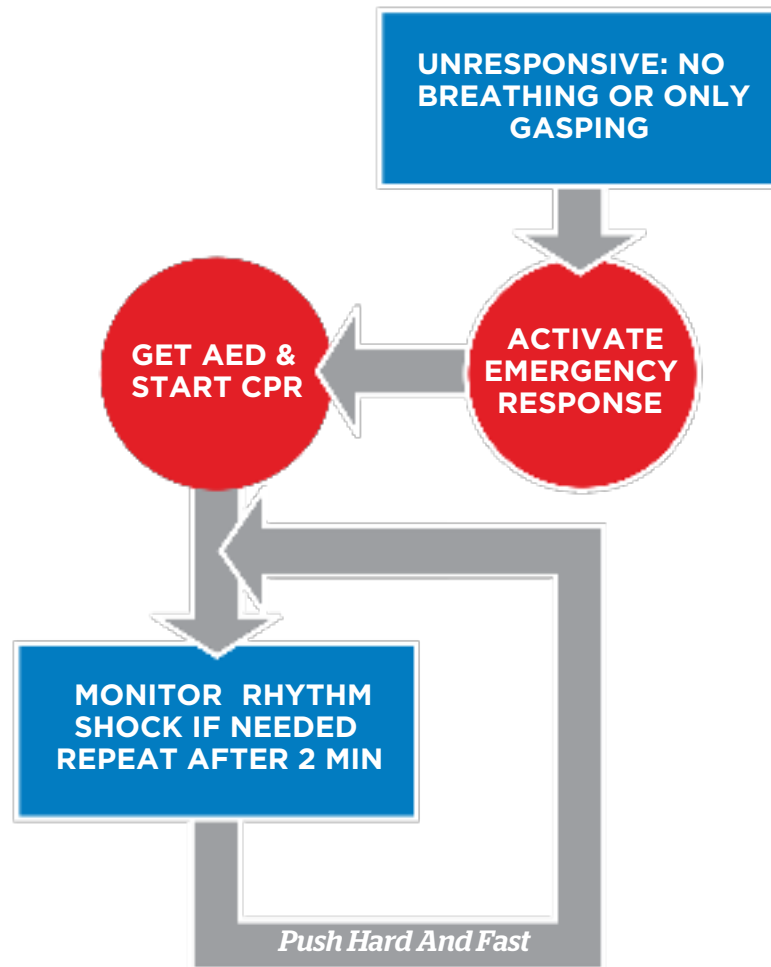 UNRESPONSIVE: NO
BREATHING OR ONLY
GASPING
ACTIVATE
EMERGENCY
RESPONSE
GET AED &
START CPR
MONITOR RHYTHM
SHOCK IF NEEDED
REPEAT AFTER 2 MIN
Push Hard And Fast